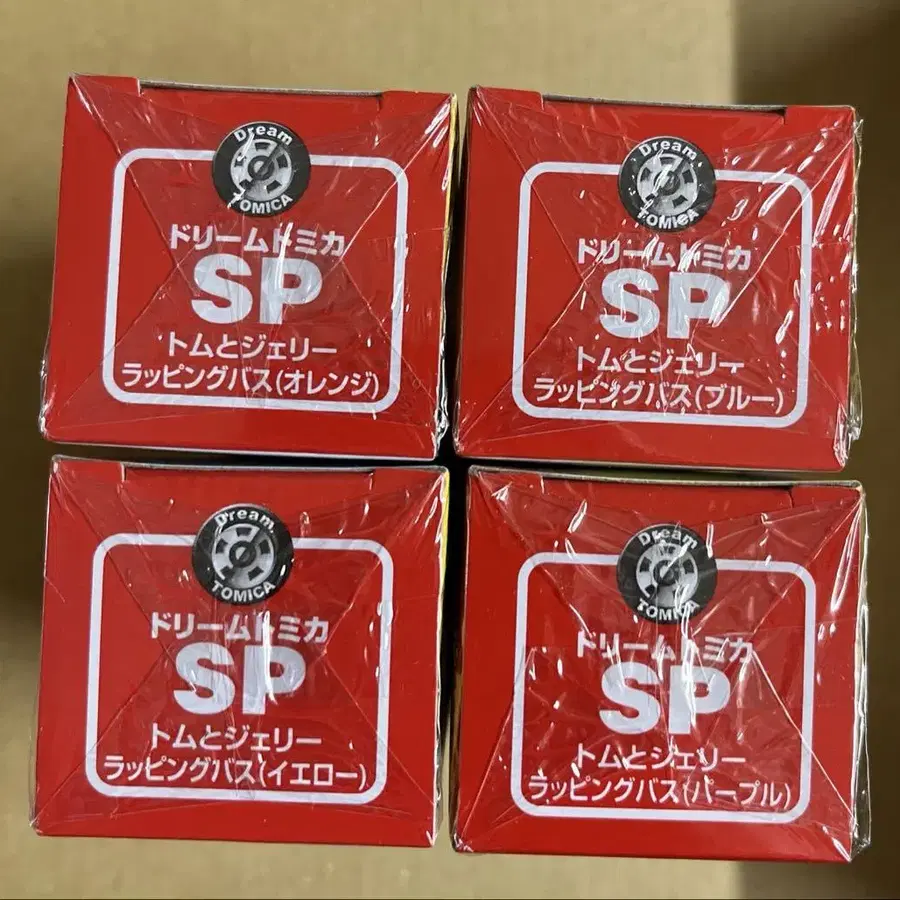 Dream
TOMICA
ドリームトミカ
SP
トムとジェリー
ラッピングバス(オレンジ)
Dream
TOMICA
ドリームトミカ
SP
トムとジェリー
ラッピングバス(ブルー)
Dream
TOMICA
ドリームトミカ
SP
トムとジェリー
ラッピングバス(イエロー)
Dream
TOMICA
ドリームトミカ
SP
トムとジェリー
ラッピングバス(パープル)